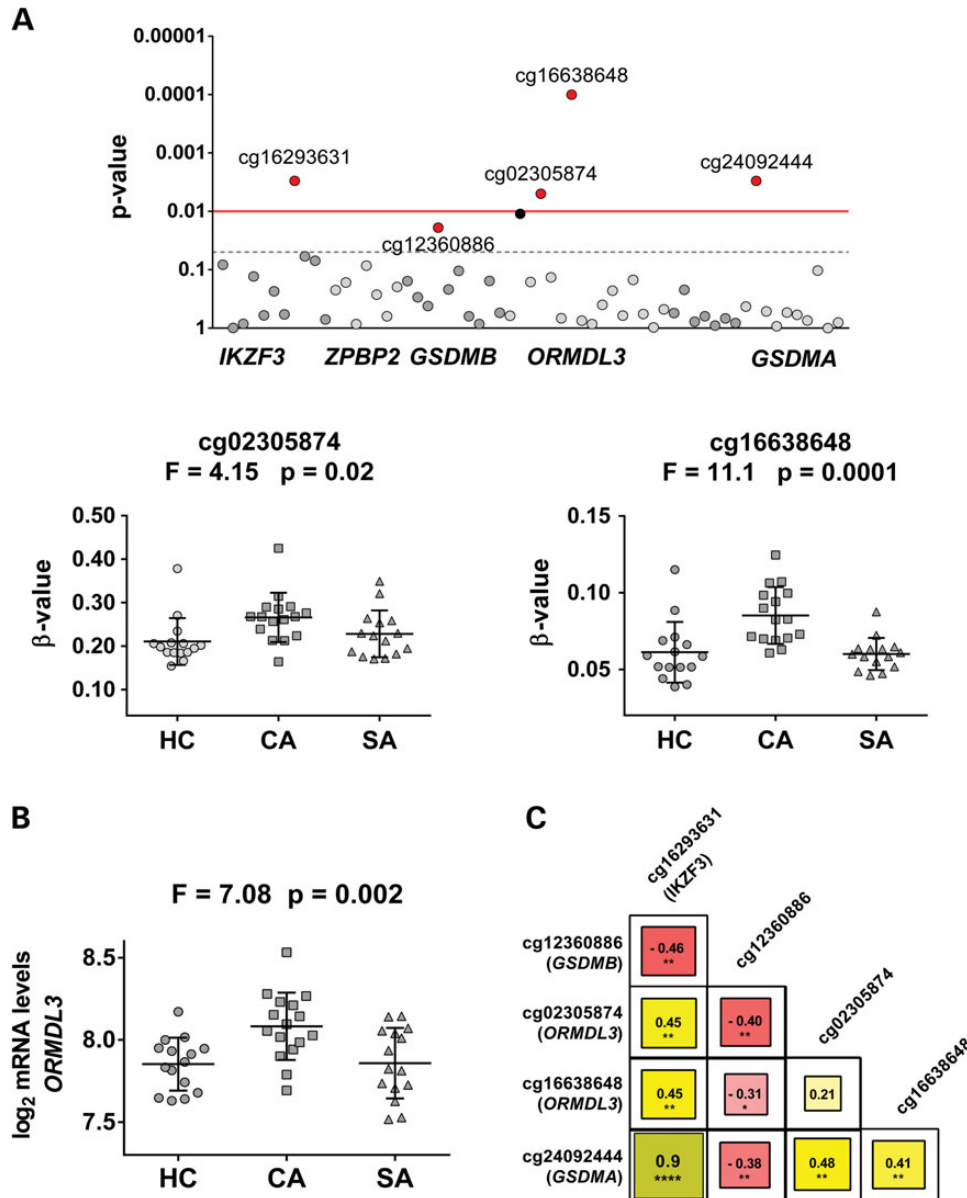 A
0.00001
cg16638648
0.0001
cg16293631
0.001
cg02305874
cg24092444
p-value
0.01
cg12360886
0.1
1
IKZF3 ZPBP2 GSDMB ORMDL3 GSDMA
cg02305874
F = 4.15 p = 0.02
0.50
0.40
0.30
0.20
0.10
β-value
HC CA SA
cg16638648
F = 11.1 p = 0.0001
0.15
0.10
0.05
β-value
HC CA SA
B
F = 7.08 p = 0.002
8.5
8.0
7.5
log2 mRNA levels
ORMDL3
HC CA SA
C
cg16293631
(IKZF3)
cg12360886
cg02305874
cg16638648
cg12360886
(GSDMB)
- 0.46
**
cg02305874
(ORMDL3)
0.45 - 0.40
** **
cg16638648
(ORMDL3)
0.45 - 0.31 0.21
** *
cg24092444
(GSDMA)
0.9 - 0.38 0.48 0.41
**** ** ** **